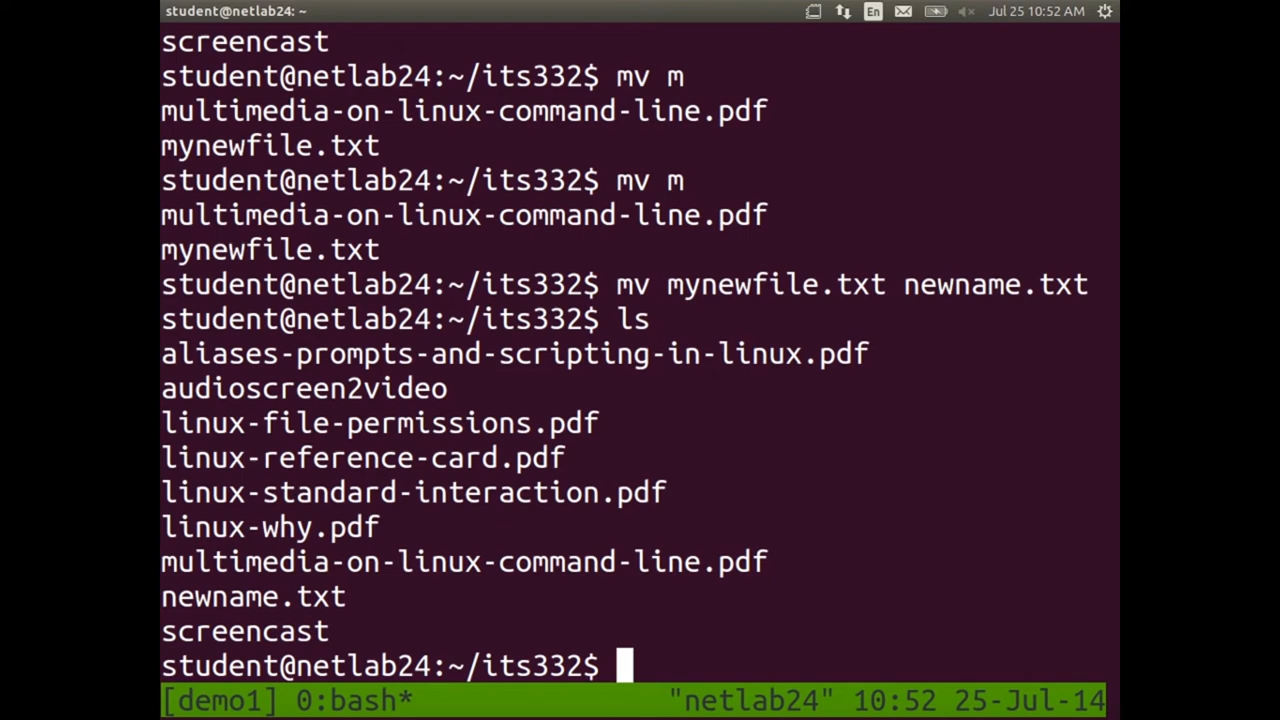 student@netlab24: ~
En
Jul 25 10:52 AM
screencast
student@netlab24:~/its332$ mv m
multimedia-on-linux-command-line.pdf
mynewfile.txt
student@netlab24:~/its332$ mv m
multimedia-on-linux-command-line.pdf
mynewfile.txt
student@netlab24:~/its332$ mv mynewfile.txt newname.txt
student@netlab24:~/its332$ ls
aliases-prompts-and-scripting-in-linux.pdf
audioscreen2video
linux-file-permissions.pdf
linux-reference-card.pdf
linux-standard-interaction.pdf
linux-why.pdf
multimedia-on-linux-command-line.pdf
newname.txt
screencast
student@netlab24:~/its332$
[demo1] 0:bash* "netlab24" 10:52 25-Jul-14